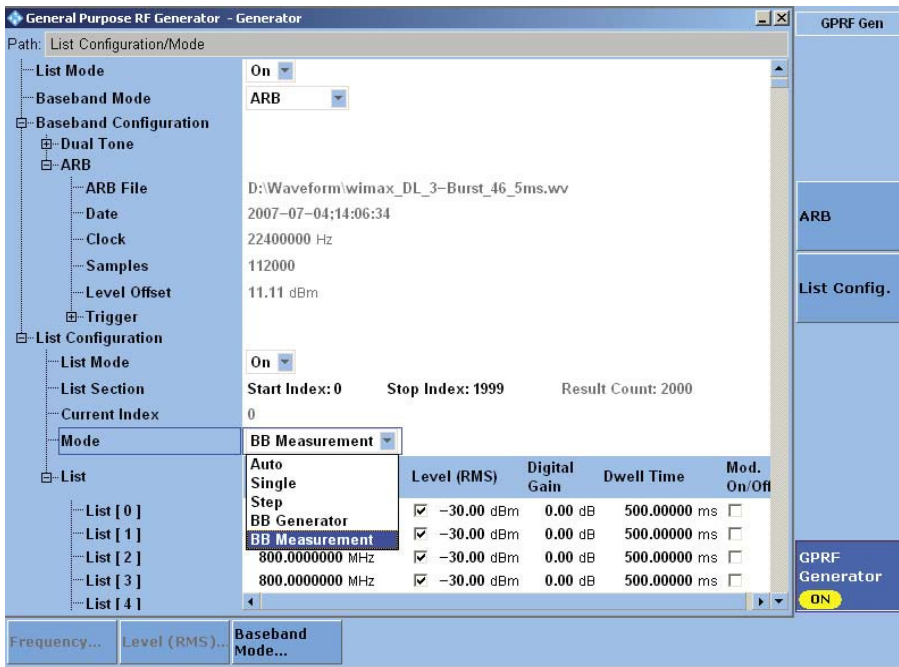 General Purpose RF Generator - Generator
GPRF Gen
Path: List Configuration/Mode
List Mode On
Baseband Mode ARB
Baseband Configuration
Dual Tone
ARB
ARB File D:\Waveform\wimax_DL_3-Burst_46_5ms.wv
Date 2007-07-04;14:06:34
ARB
Clock 22400000 Hz
Samples 112000
Level Offset 11.11 dBm
List Config.
Trigger
List Configuration
List Mode On
List Section Start Index: 0 Stop Index: 1999 Result Count: 2000
Current Index 0
Mode BB Measurement
Auto
Single
Step
BB Generator
BB Measurement
List Level (RMS) Digital Gain Dwell Time Mod. On/Off
List [ 0 ] -30.00 dBm 0.00 dB 500.00000 ms
List [ 1 ] -30.00 dBm 0.00 dB 500.00000 ms
List [ 2 ] 800.0000000 MHz -30.00 dBm 0.00 dB 500.00000 ms
List [ 3 ] 800.0000000 MHz -30.00 dBm 0.00 dB 500.00000 ms
List [ 4 ]
GPRF
Generator
ON
Frequency... Level (RMS)... Baseband Mode...